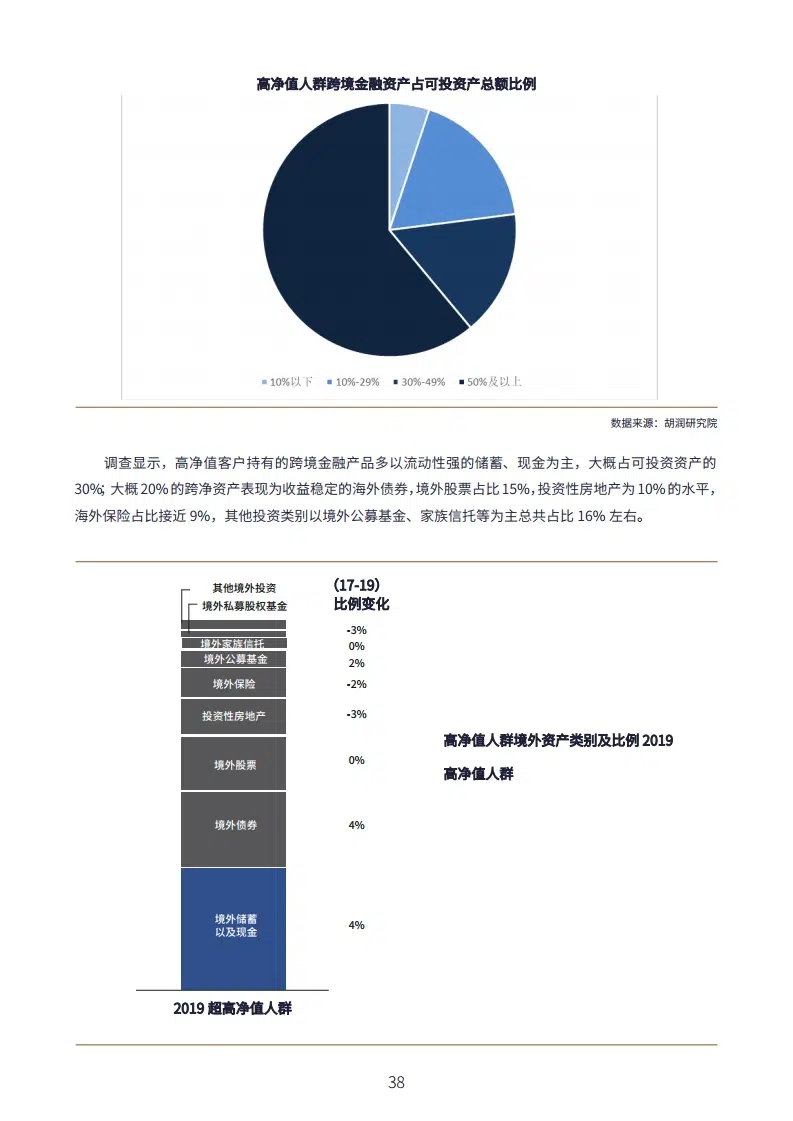 高净值人群跨境金融资产占可投资产总额比例
10%以下 10%-29% 30%-49% 50%及以上
数据来源：胡润研究院
调查显示，高净值客户持有的跨境金融产品多以流动性强的储蓄、现金为主，大概占可投资资产的
30%；大概 20% 的跨净资产表现为收益稳定的海外债券，境外股票占比 15%，投资性房地产为 10% 的水平，
海外保险占比接近 9%，其他投资类别以境外公募基金、家族信托等为主总共占比 16% 左右。
其他境外投资
境外私募股权基金
（17-19）
比例变化
-3%
境外家族信托 0%
境外公募基金 2%
境外保险 -2%
投资性房地产 -3%
高净值人群境外资产类别及比例 2019
境外股票 0%
高净值人群
境外债券 4%
境外储蓄
以及现金
4%
2019 超高净值人群
38